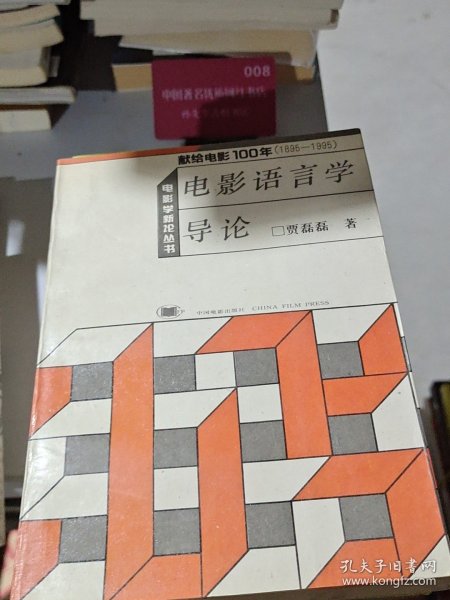 008
献给电影100年(1895—1995)
电影学新论丛书
电影语言学
导论
□贾磊磊 著
中国电影出版社 CHINA FILM PRESS
孔夫子旧书网
www.kongfz.com